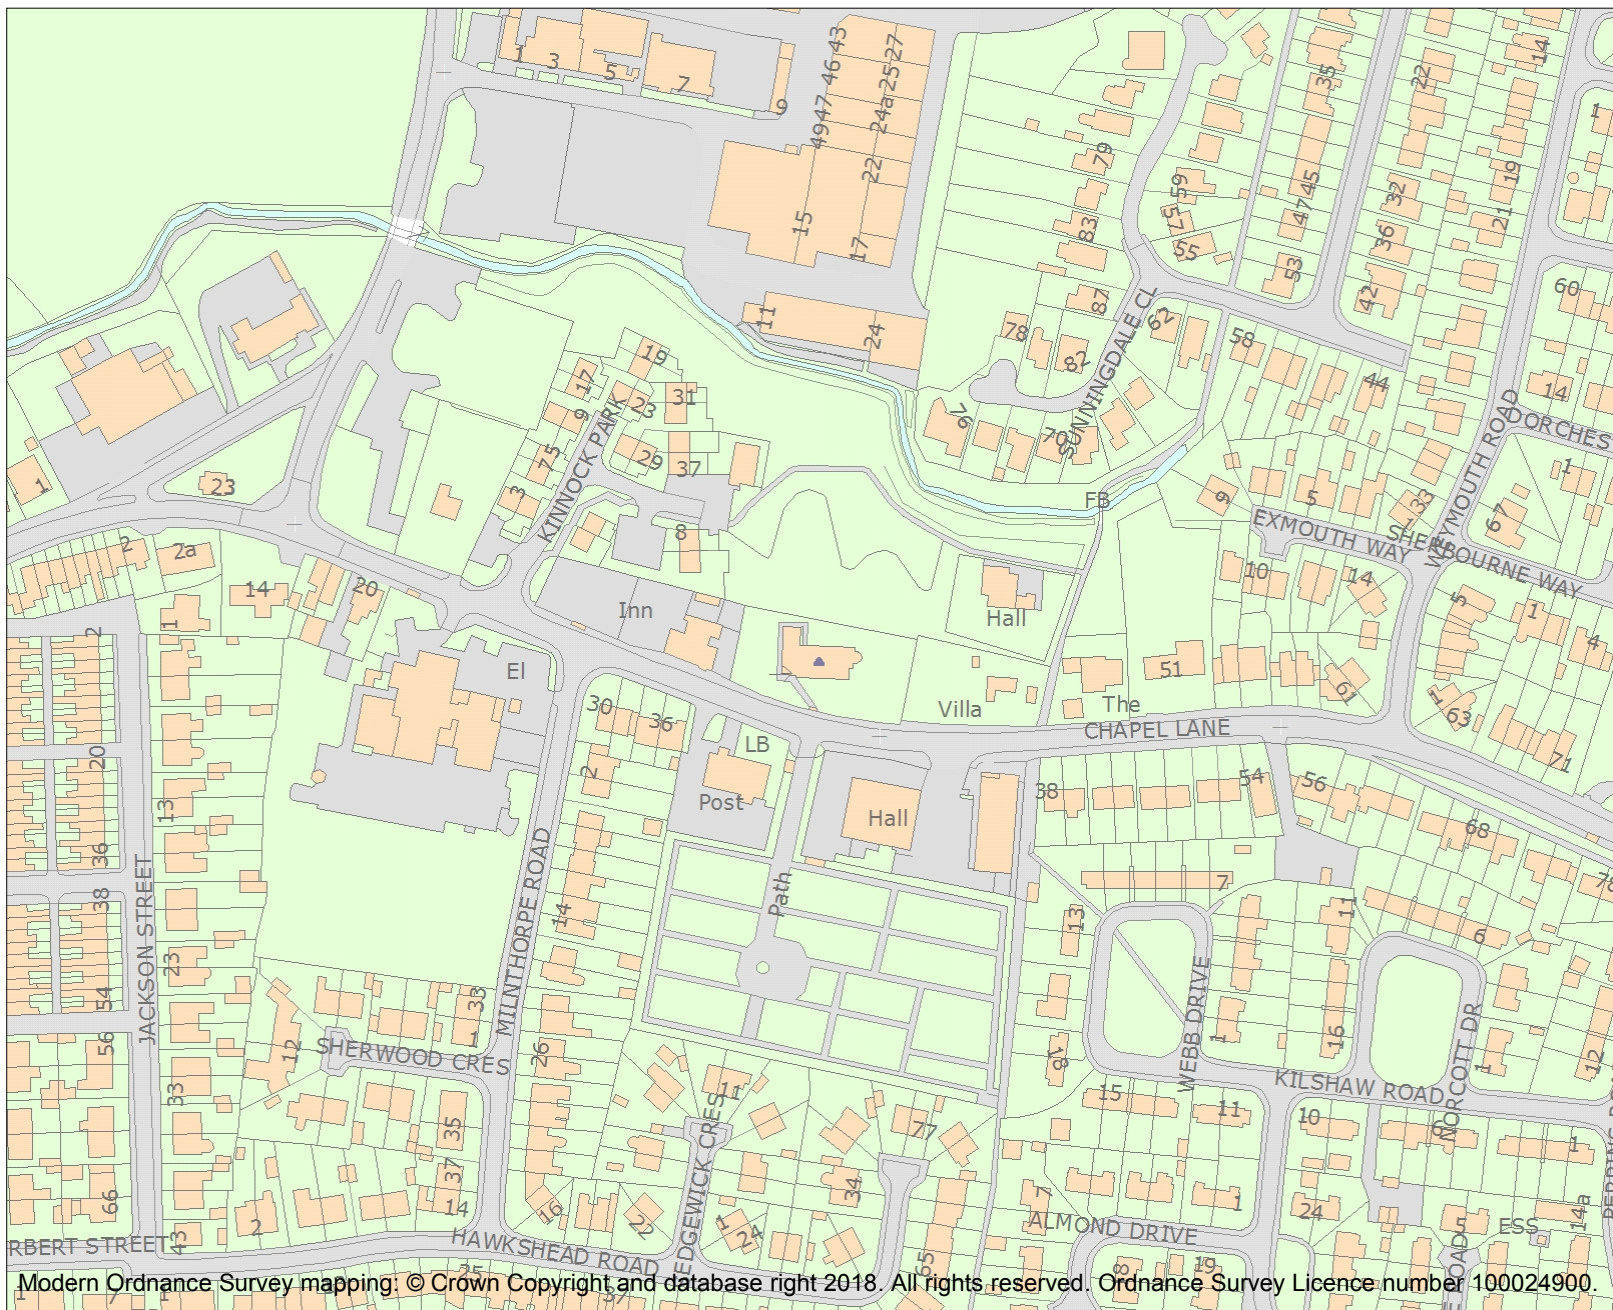 1 3 5 7 9
43 27
46 25
4947 24a
22
15 17
14
35 22
1
79
59 45 32 19
57 47 36 21
83 55
53
42 60
87
62
58
11 24
78
82
44
14
19
17
31
23
9
75
29 37
3
KINNOCK PARK
8
76
70
SUNNINGDALE CL
FB
9
5
33
WEYMOUTH ROAD
DORCHES
1
67
EXMOUTH WAY
SHERBOURNE WAY
1
23
2 2a
14
20
Inn
Hall
10
14
5
1
4
2
1
El
51
61
1
63
Villa
The
CHAPEL LANE
71
30 36
LB
Post
Hall
2
20
13
36
38
JACKSON STREET
23
54
56
33
66
43
38
54
56
68
78
7
Path
14
MILNTHORPE ROAD
13
11
6
WEBB DRIVE
1
16
NORCOTT DR
1
12
33
1
12
SHERWOOD CRES
26
18
KILSHAW ROAD
15
11
10
6
1
35
37
14
11
77
34
EDGEWICK CRES
16
22
1
24
2
7
1
24
5
ESS
14a
ALMOND DRIVE
19
65
RBERT STREET
HAWKSHEAD ROAD
Modern Ordnance Survey mapping: © Crown Copyright and database right 2018. All rights reserved. Ordnance Survey Licence number 100024900.